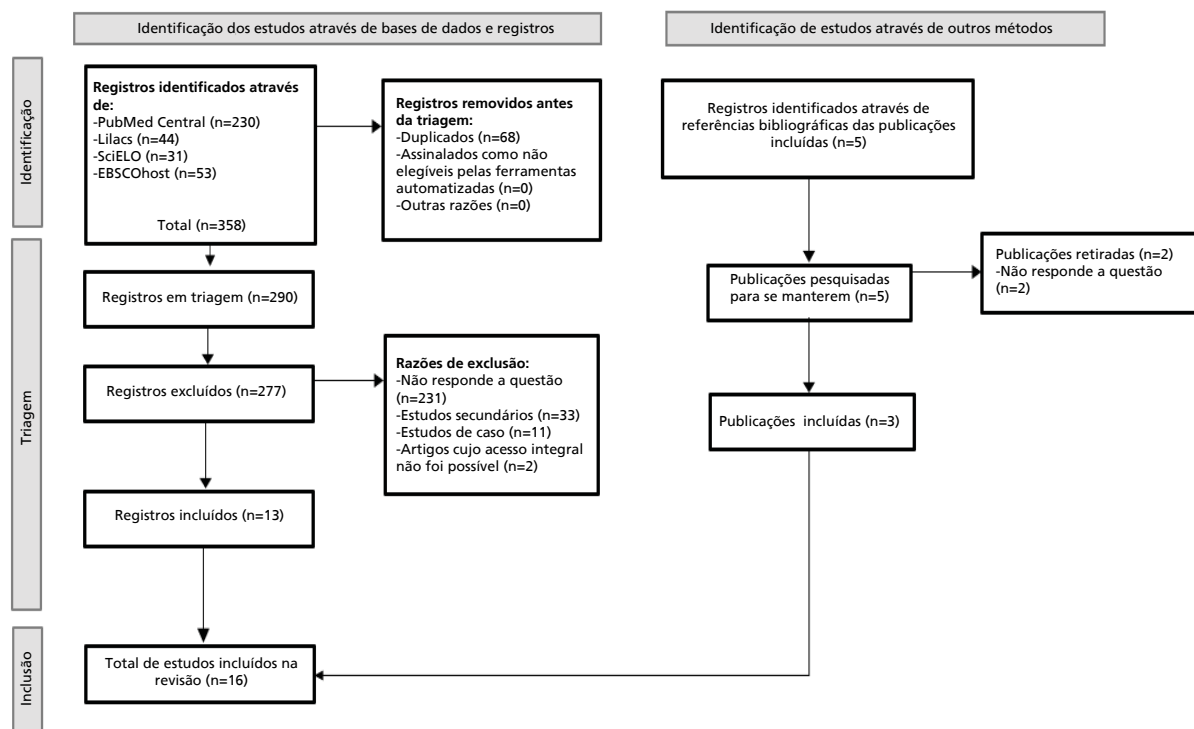 Identificação dos estudos através de bases de dados e registros
Identificação de estudos através de outros métodos
Identificação
Registros identificados através
de:
-PubMed Central (n=230)
-Lilacs (n=44)
-SciELO (n=31)
-EBSCOhost (n=53)
Total (n=358)
Registros removidos antes
da triagem:
-Duplicados (n=68)
-Assinalados como não
elegíveis pelas ferramentas
automatizadas (n=0)
-Outras razões (n=0)
Registros identificados através de
referências bibliográficas das publicações
incluídas (n=5)
Triagem
Registros em triagem (n=290)
Registros excluídos (n=277)
Razões de exclusão:
-Não responde a questão
(n=231)
-Estudos secundários (n=33)
-Estudos de caso (n=11)
-Artigos cujo acesso integral
não foi possível (n=2)
Registros incluídos (n=13)
Publicações pesquisadas
para se manterem (n=5)
Publicações retiradas (n=2)
-Não responde a questão
(n=2)
Publicações incluídas (n=3)
Inclusão
Total de estudos incluídos na
revisão (n=16)